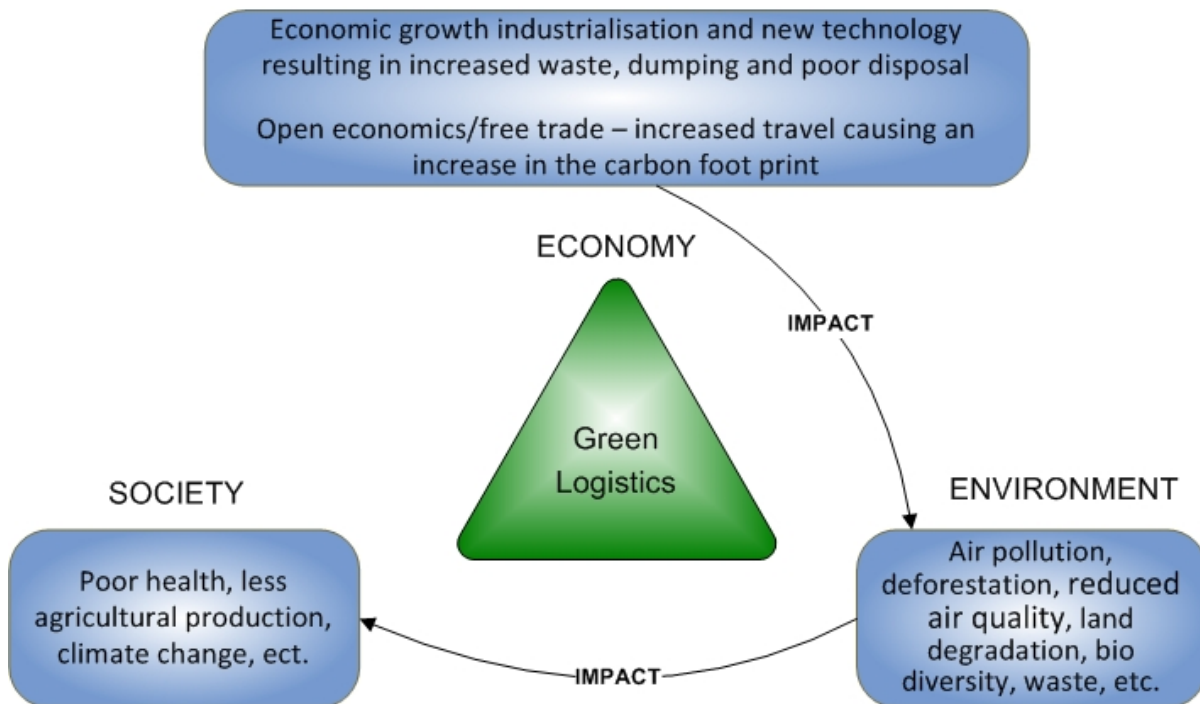 Economic growth industrialisation and new technology
resulting in increased waste, dumping and poor disposal
Open economics/free trade – increased travel causing an
increase in the carbon foot print
ECONOMY
IMPACT
Green
Logistics
SOCIETY
ENVIRONMENT
Poor health, less
agricultural production,
climate change, ect.
Air pollution,
deforestation, reduced
air quality, land
degradation, bio
diversity, waste, etc.
IMPACT